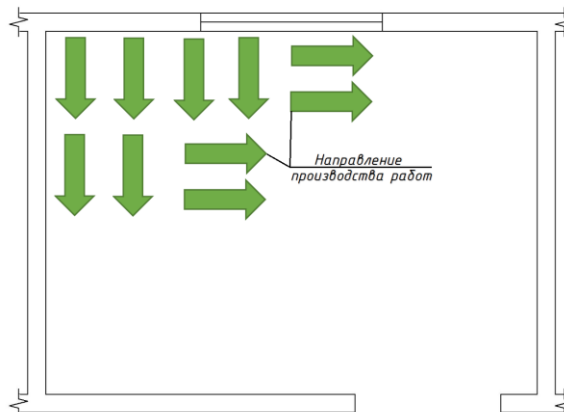 Направление
производства работ